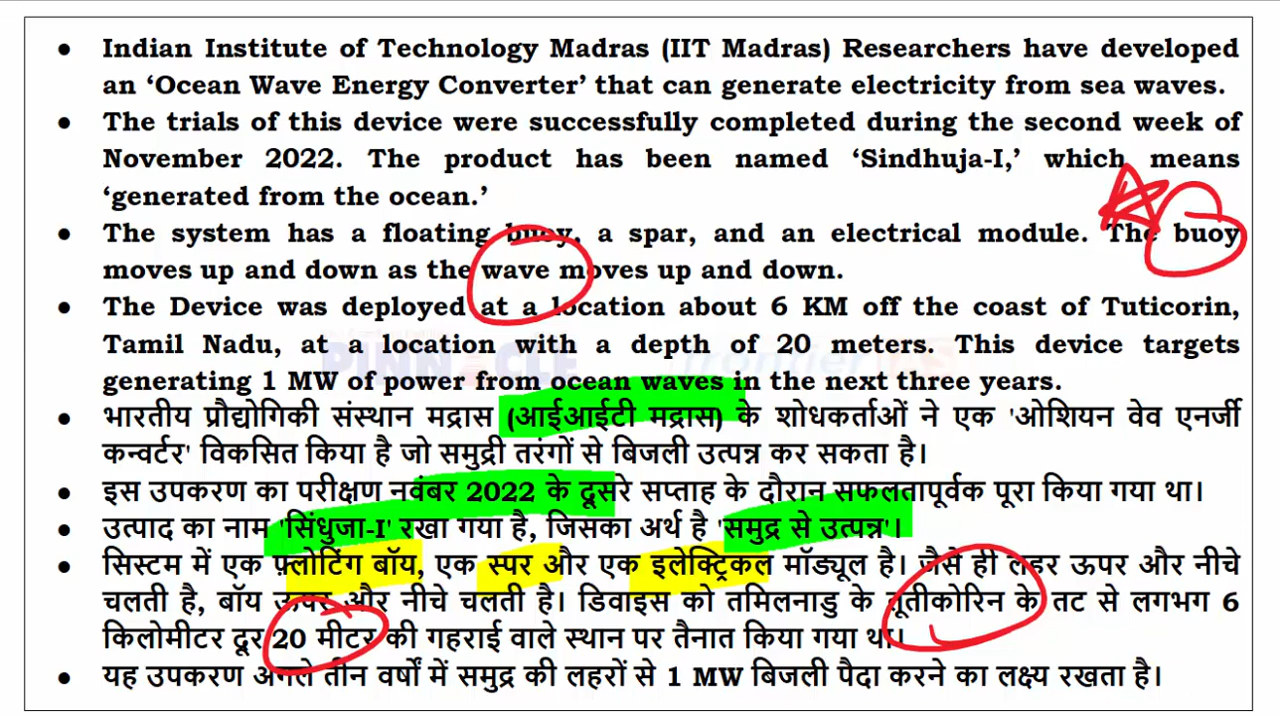 • Indian Institute of Technology Madras (IIT Madras) Researchers have developed
an ‘Ocean Wave Energy Converter’ that can generate electricity from sea waves.
• The trials of this device were successfully completed during the second week of
November 2022. The product has been named ‘Sindhuja-I,’ which means
‘generated from the ocean.’
• The system has a floating buoy, a spar, and an electrical module. The buoy
moves up and down as the wave moves up and down.
• The Device was deployed at a location about 6 KM off the coast of Tuticorin,
Tamil Nadu, at a location with a depth of 20 meters. This device targets
PINNACLE
generating 1 MW of power from ocean waves in the next three years.
• भारतीय प्रौद्योगिकी संस्थान मद्रास (आईआईटी मद्रास) के शोधकर्ताओं ने एक 'ओशियन वेव एनर्जी
कन्वर्टर' विकसित किया है जो समुद्री तरंगों से बिजली उत्पन्न कर सकता है।
• इस उपकरण का परीक्षण नवंबर 2022 के दूसरे सप्ताह के दौरान सफलतापूर्वक पूरा किया गया था।
• उत्पाद का नाम 'सिंधुजा-I' रखा गया है, जिसका अर्थ है 'समुद्र से उत्पन्न'।
• सिस्टम में एक फ़्लोटिंग बॉय, एक स्पर और एक इलेक्ट्रिकल मॉड्यूल है। जैसे ही लहर ऊपर और नीचे
चलती है, बॉय ऊपर और नीचे चलती है। डिवाइस को तमिलनाडु के तूतीकोरिन के तट से लगभग 6
किलोमीटर दूर 20 मीटर की गहराई वाले स्थान पर तैनात किया गया था।
• यह उपकरण अगले तीन वर्षों में समुद्र की लहरों से 1 MW बिजली पैदा करने का लक्ष्य रखता है।